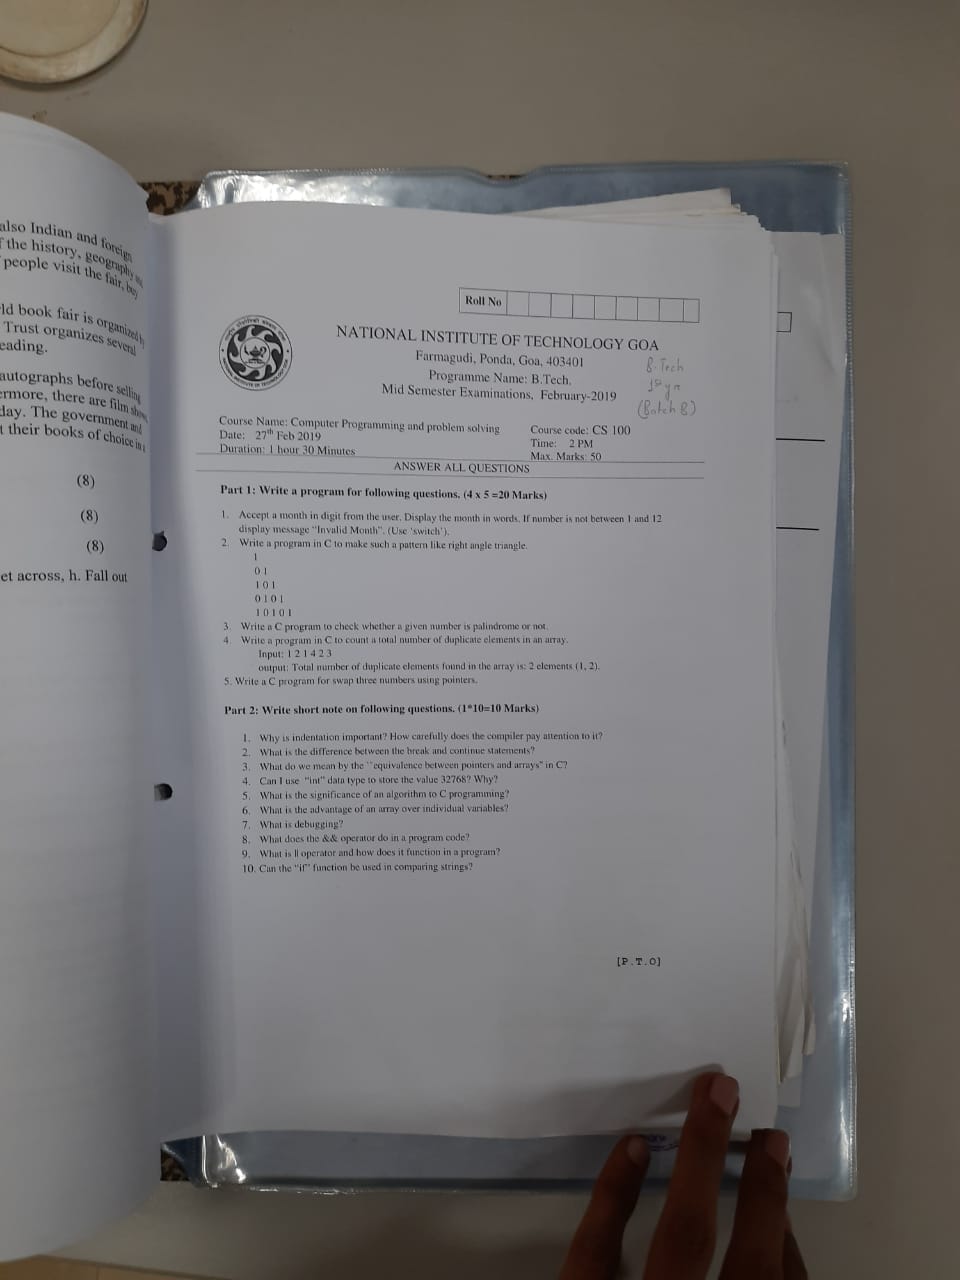 also Indian and foreign
f the history, geography and
people visit the fair, buy
ld book fair is organized by
Trust organizes several
eading.
autographs before selling
ermore, there are film shows
day. The government and
t their books of choice in
(8)
(8)
(8)
et across, h. Fall out
Roll No
NATIONAL INSTITUTE OF TECHNOLOGY GOA
Farmagudi, Ponda, Goa, 403401
Programme Name: B.Tech.
Mid Semester Examinations, February-2019
B.Tech
1st yr
(Batch B)
Course Name: Computer Programming and problem solving
Course code: CS 100
Date: 27th Feb 2019
Time: 2 PM
Duration: 1 hour 30 Minutes
Max. Marks: 50
ANSWER ALL QUESTIONS
Part 1: Write a program for following questions. (4 x 5 =20 Marks)
1. Accept a month in digit from the user. Display the month in words. If number is not between 1 and 12
display message "Invalid Month". (Use 'switch').
2. Write a program in C to make such a pattern like right angle triangle.
1
0 1
1 0 1
0 1 0 1
1 0 1 0 1
3. Write a C program to check whether a given number is palindrome or not.
4. Write a program in C to count a total number of duplicate elements in an array.
Input: 1 2 1 4 2 3
output: Total number of duplicate elements found in the array is: 2 elements (1, 2).
5. Write a C program for swap three numbers using pointers.
Part 2: Write short note on following questions. (1*10=10 Marks)
1. Why is indentation important? How carefully does the compiler pay attention to it?
2. What is the difference between the break and continue statements?
3. What do we mean by the ``equivalence between pointers and arrays'' in C?
4. Can I use "int" data type to store the value 32768? Why?
5. What is the significance of an algorithm to C programming?
6. What is the advantage of an array over individual variables?
7. What is debugging?
8. What does the && operator do in a program code?
9. What is || operator and how does it function in a program?
10. Can the "if" function be used in comparing strings?
[P.T.O]